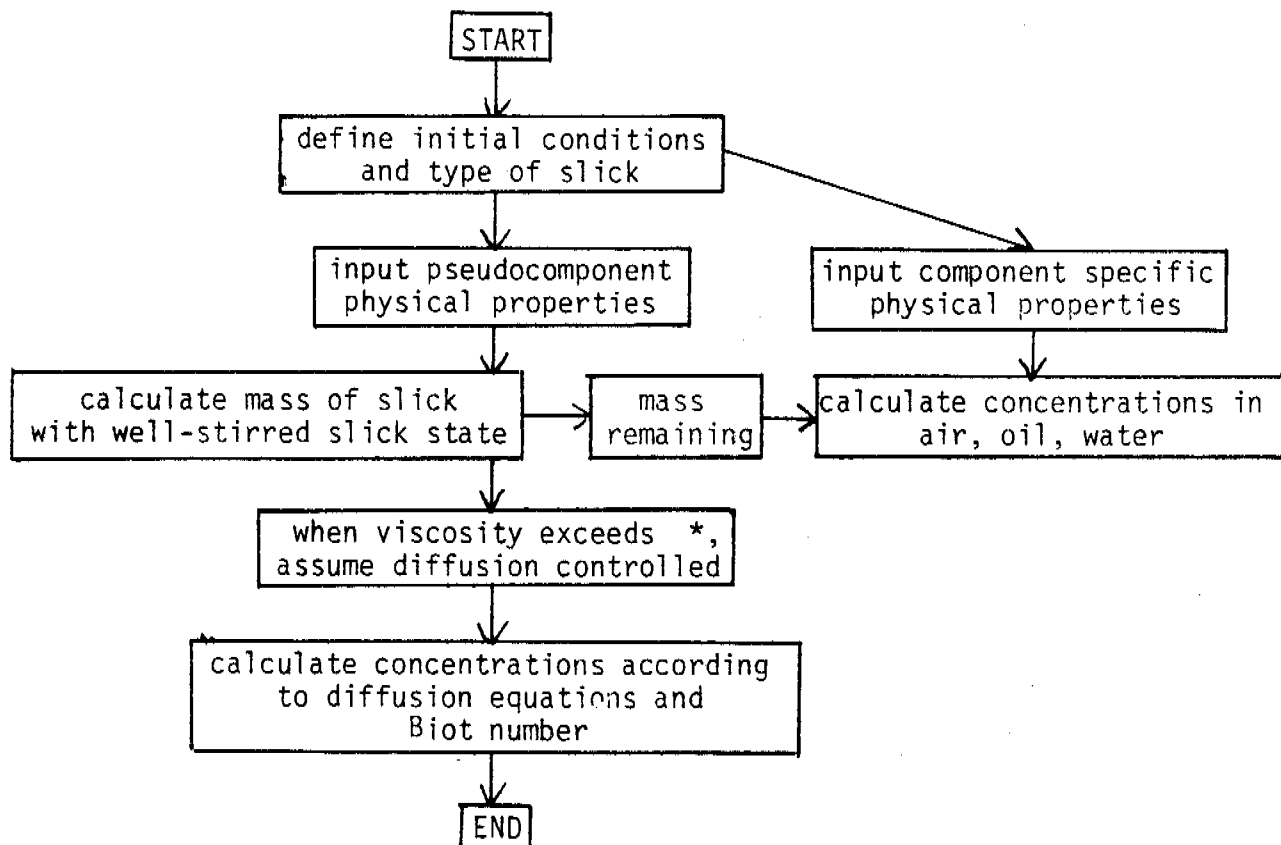 START
define initial conditions
and type of slick
input pseudocomponent
physical properties
input component specific
physical properties
calculate mass of slick
with well-stirred slick state
mass
remaining
calculate concentrations in
air, oil, water
when viscosity exceeds *,
assume diffusion controlled
calculate concentrations according
to diffusion equations and
Biot number
END